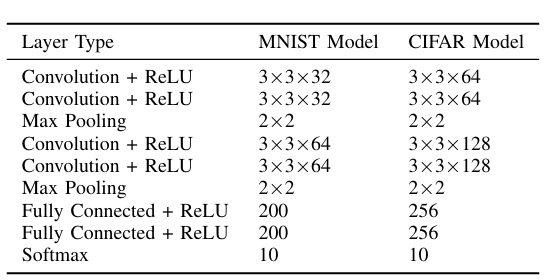 Layer Type MNIST Model CIFAR Model
Convolution + ReLU 3×3×32 3×3×64
Convolution + ReLU 3×3×32 3×3×64
Max Pooling 2×2 2×2
Convolution + ReLU 3×3×64 3×3×128
Convolution + ReLU 3×3×64 3×3×128
Max Pooling 2×2 2×2
Fully Connected + ReLU 200 256
Fully Connected + ReLU 200 256
Softmax 10 10